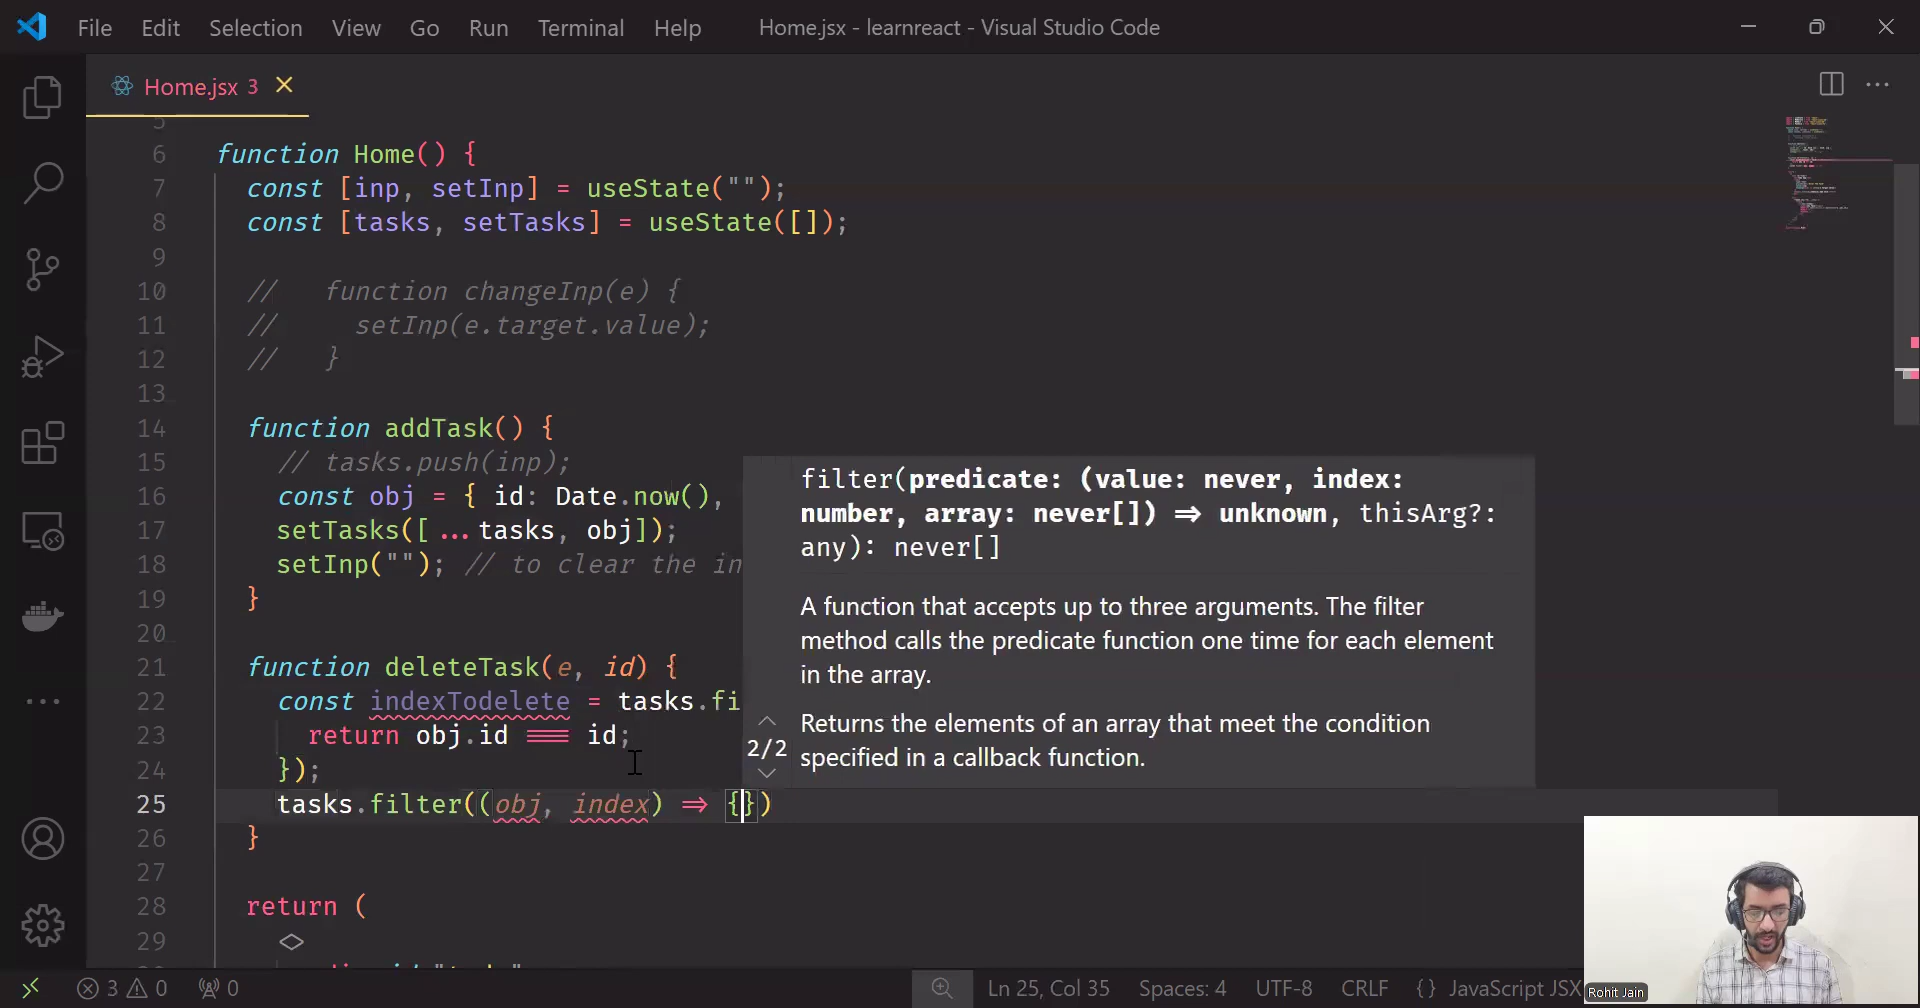 File Edit Selection View Go Run Terminal Help Home.jsx - learnreact - Visual Studio Code
Home.jsx 3
5
6 function Home() {
7 const [inp, setInp] = useState("");
8 const [tasks, setTasks] = useState([]);
9
10 // function changeInp(e) {
11 // setInp(e.target.value);
12 // }
13
14 function addTask() {
15 // tasks.push(inp);
16 const obj = { id: Date.now(),
17 setTasks([...tasks, obj]);
18 setInp(""); // to clear the in
19 }
20
21 function deleteTask(e, id) {
22 const indexTodelete = tasks.fi
23 return obj.id === id;
24 });
25 tasks.filter((obj, index) => {})
26 }
27
28 return (
29 <>
filter(predicate: (value: never, index:
number, array: never[]) => unknown, thisArg?:
any): never[]
A function that accepts up to three arguments. The filter
method calls the predicate function one time for each element
in the array.
Returns the elements of an array that meet the condition
specified in a callback function.
2/2
3 0 0 Ln 25, Col 35 Spaces: 4 UTF-8 CRLF {} JavaScript JSX
Rohit Jain